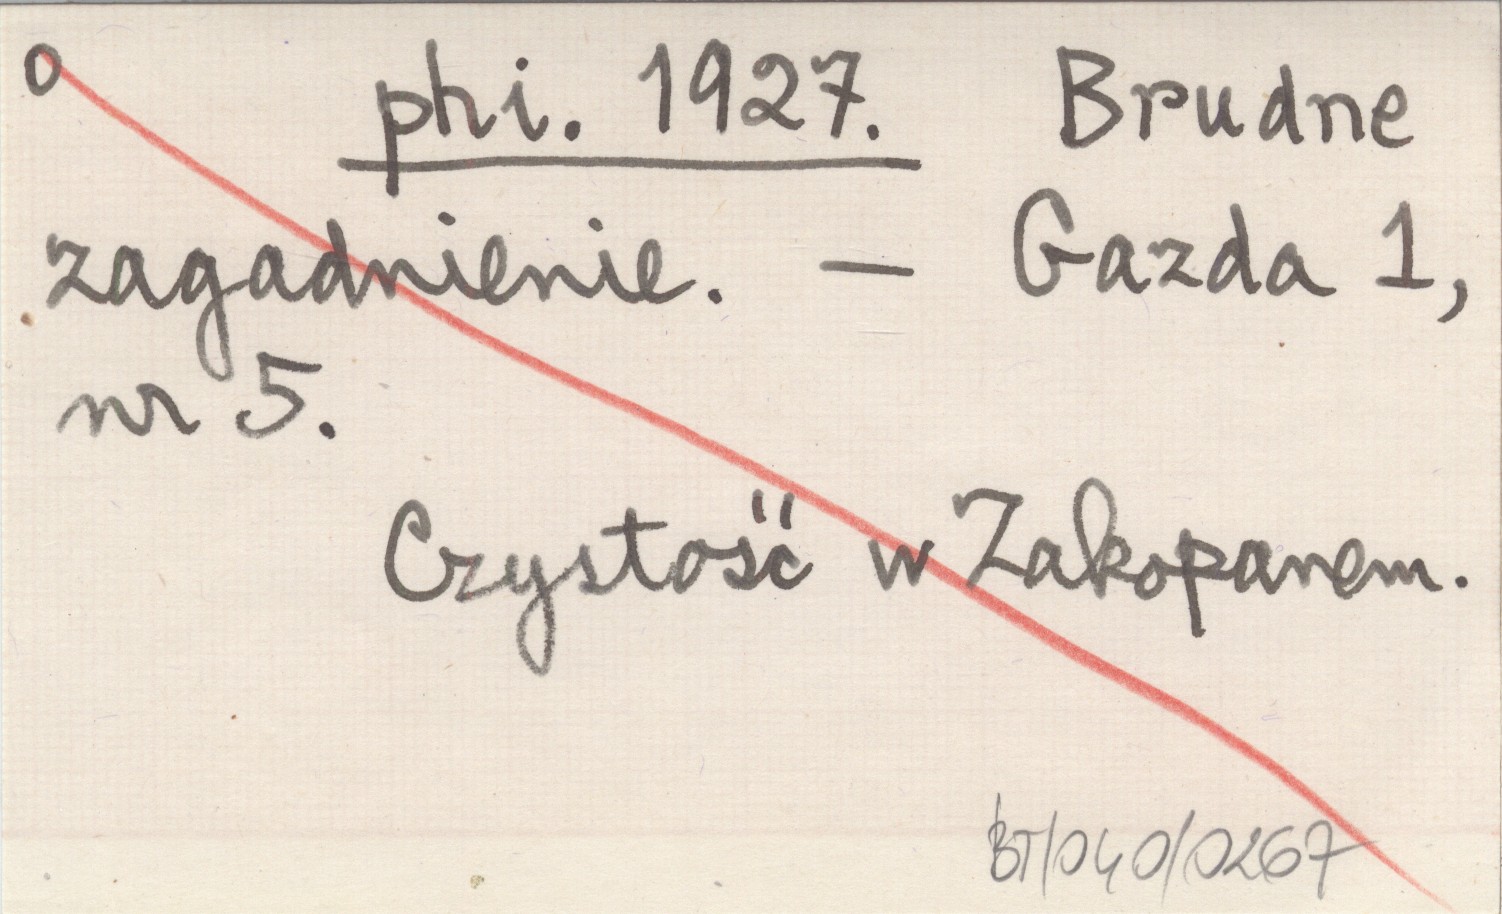 o phi. 1927. Brudne
zagadnienie. — Gazda 1,
nr 5.
Czystość w Zakopanem.
BT/040/0267